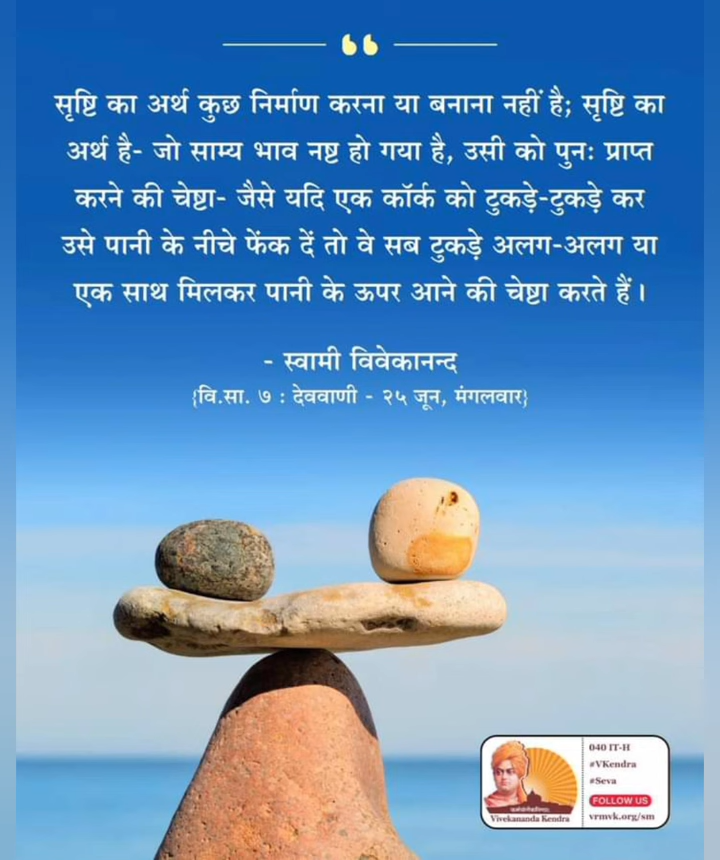 सृष्टि का अर्थ कुछ निर्माण करना या बनाना नहीं है; सृष्टि का
अर्थ है- जो साम्य भाव नष्ट हो गया है, उसी को पुनः प्राप्त
करने की चेष्टा- जैसे यदि एक कॉर्क को टुकड़े-टुकड़े कर
उसे पानी के नीचे फेंक दें तो वे सब टुकड़े अलग-अलग या
एक साथ मिलकर पानी के ऊपर आने की चेष्टा करते हैं।
- स्वामी विवेकानन्द
{वि.सा. ७ : देववाणी - २५ जून, मंगलवार}
Vivekananda Kendra
040 IT-H
#VKendra
#Seva
FOLLOW US
vrmvk.org/sm